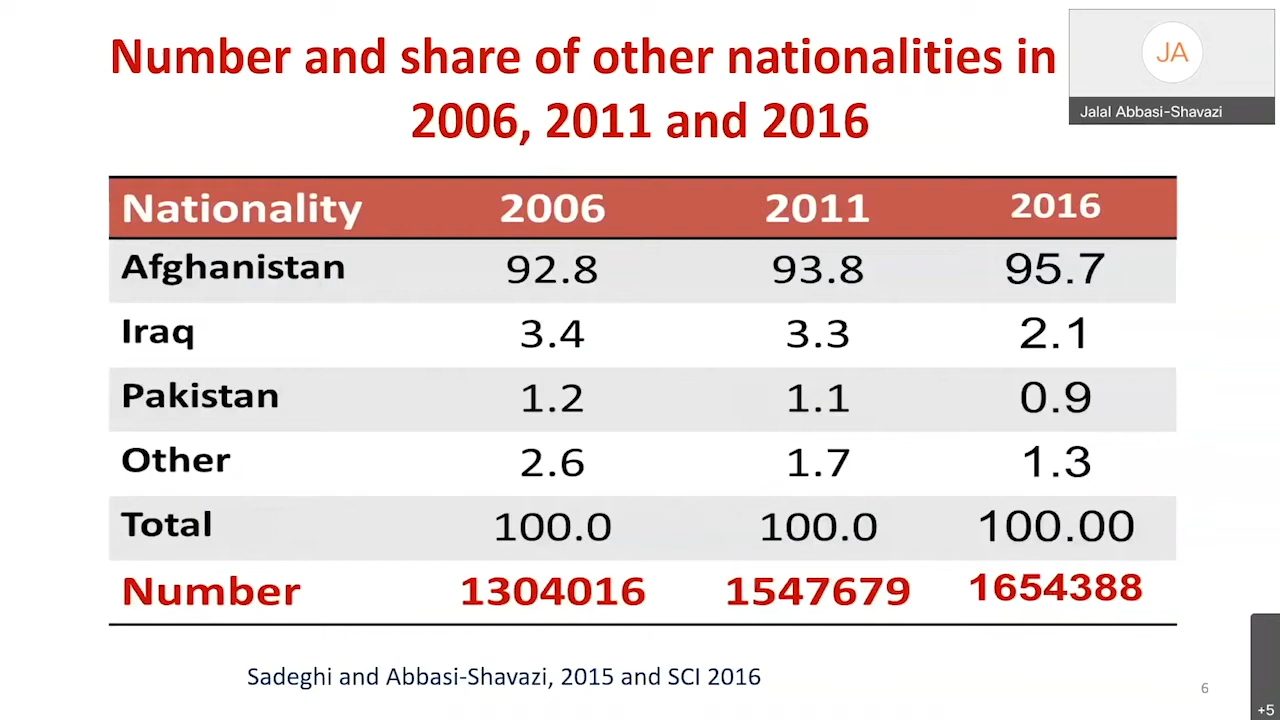 Number and share of other nationalities in
2006, 2011 and 2016
JA
Jalal Abbasi-Shavazi
Nationality 2006 2011 2016
Afghanistan 92.8 93.8 95.7
Iraq 3.4 3.3 2.1
Pakistan 1.2 1.1 0.9
Other 2.6 1.7 1.3
Total 100.0 100.0 100.00
Number 1304016 1547679 1654388
Sadeghi and Abbasi-Shavazi, 2015 and SCI 2016
6
+5